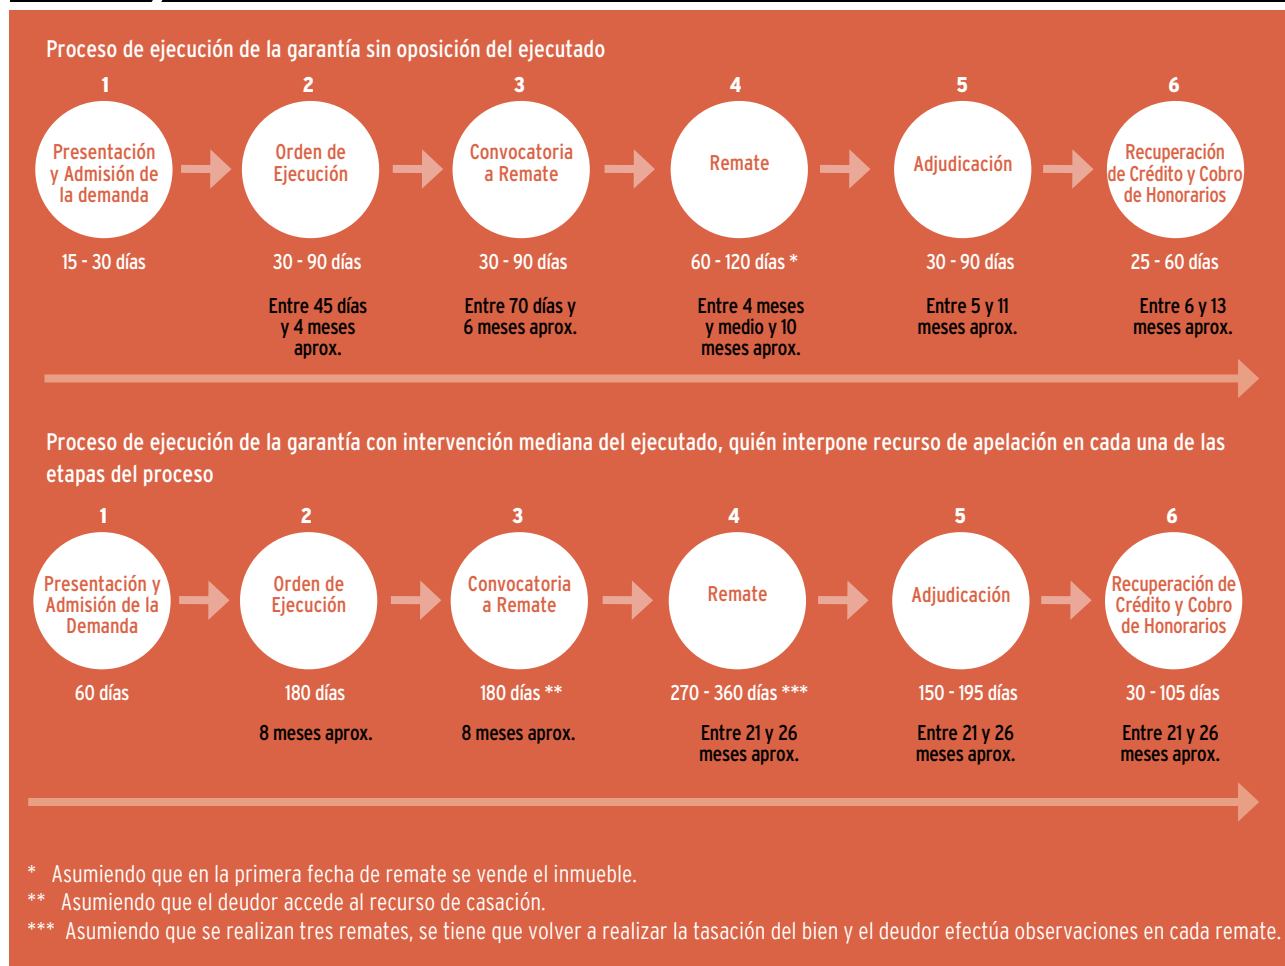 Proceso de ejecución de la garantía sin oposición del ejecutado
1
2
3
4
5
6
Presentación
y Admisión de
la demanda
Orden de
Ejecución
Convocatoria
a Remate
Remate
Adjudicación
Recuperación
de Crédito y Cobro
de Honorarios
15 - 30 días
30 - 90 días
30 - 90 días
60 - 120 días *
30 - 90 días
25 - 60 días
Entre 45 días
y 4 meses
aprox.
Entre 70 días y
6 meses aprox.
Entre 4 meses
y medio y 10
meses aprox.
Entre 5 y 11
meses aprox.
Entre 6 y 13
meses aprox.
Proceso de ejecución de la garantía con intervención mediana del ejecutado, quién interpone recurso de apelación en cada una de las
etapas del proceso
1
2
3
4
5
6
Presentación y
Admisión de la
Demanda
Orden de
Ejecución
Convocatoria
a Remate
Remate
Adjudicación
Recuperación de
Crédito y Cobro
de Honorarios
60 días
180 días
180 días **
270 - 360 días ***
150 - 195 días
30 - 105 días
8 meses aprox.
8 meses aprox.
Entre 21 y 26
meses aprox.
Entre 21 y 26
meses aprox.
Entre 21 y 26
meses aprox.
* Asumiendo que en la primera fecha de remate se vende el inmueble.
** Asumiendo que el deudor accede al recurso de casación.
*** Asumiendo que se realizan tres remates, se tiene que volver a realizar la tasación del bien y el deudor efectúa observaciones en cada remate.